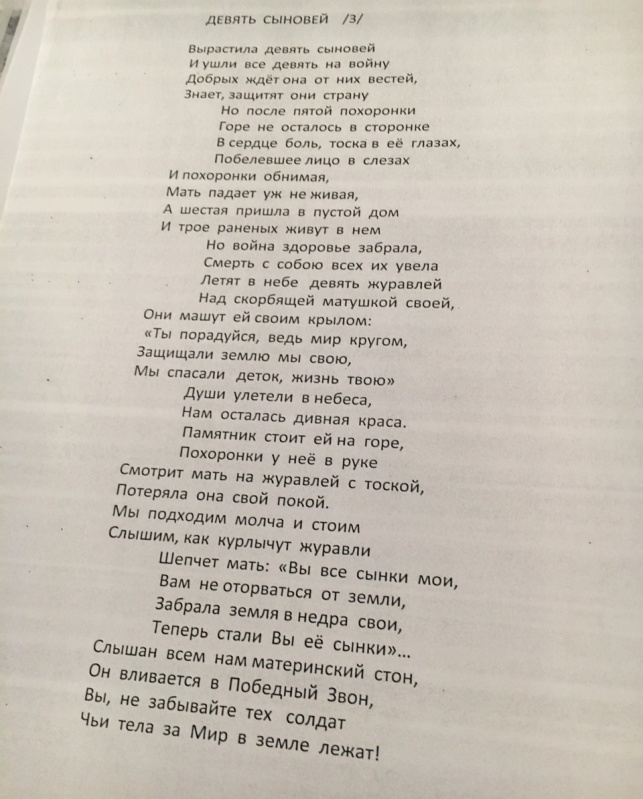 ДЕВЯТЬ СЫНОВЕЙ /3/
Вырастила девять сыновей
И ушли все девять на войну
Добрых ждёт она от них вестей,
Знает, защитят они страну
Но после пятой похоронки
Горе не осталось в сторонке
В сердце боль, тоска в её глазах,
Побелевшее лицо в слезах
И похоронки обнимая,
Мать падает уж не живая,
А шестая пришла в пустой дом
И трое раненых живут в нем
Но война здоровье забрала,
Смерть с собою всех их увела
Летят в небе девять журавлей
Над скорбящей матушкой своей,
Они машут ей своим крылом:
«Ты порадуйся, ведь мир кругом,
Защищали землю мы свою,
Мы спасали деток, жизнь твою»
Души улетели в небеса,
Нам осталась дивная краса.
Памятник стоит ей на горе,
Похоронки у неё в руке
Смотрит мать на журавлей с тоской,
Потеряла она свой покой.
Мы подходим молча и стоим
Слышим, как курлычут журавли
Шепчет мать: «Вы все сынки мои,
Вам не оторваться от земли,
Забрала земля в недра свои,
Теперь стали Вы её сынки»...
Слышан всем нам материнский стон,
Он вливается в Победный Звон,
Вы, не забывайте тех солдат
Чьи тела за Мир в земле лежат!